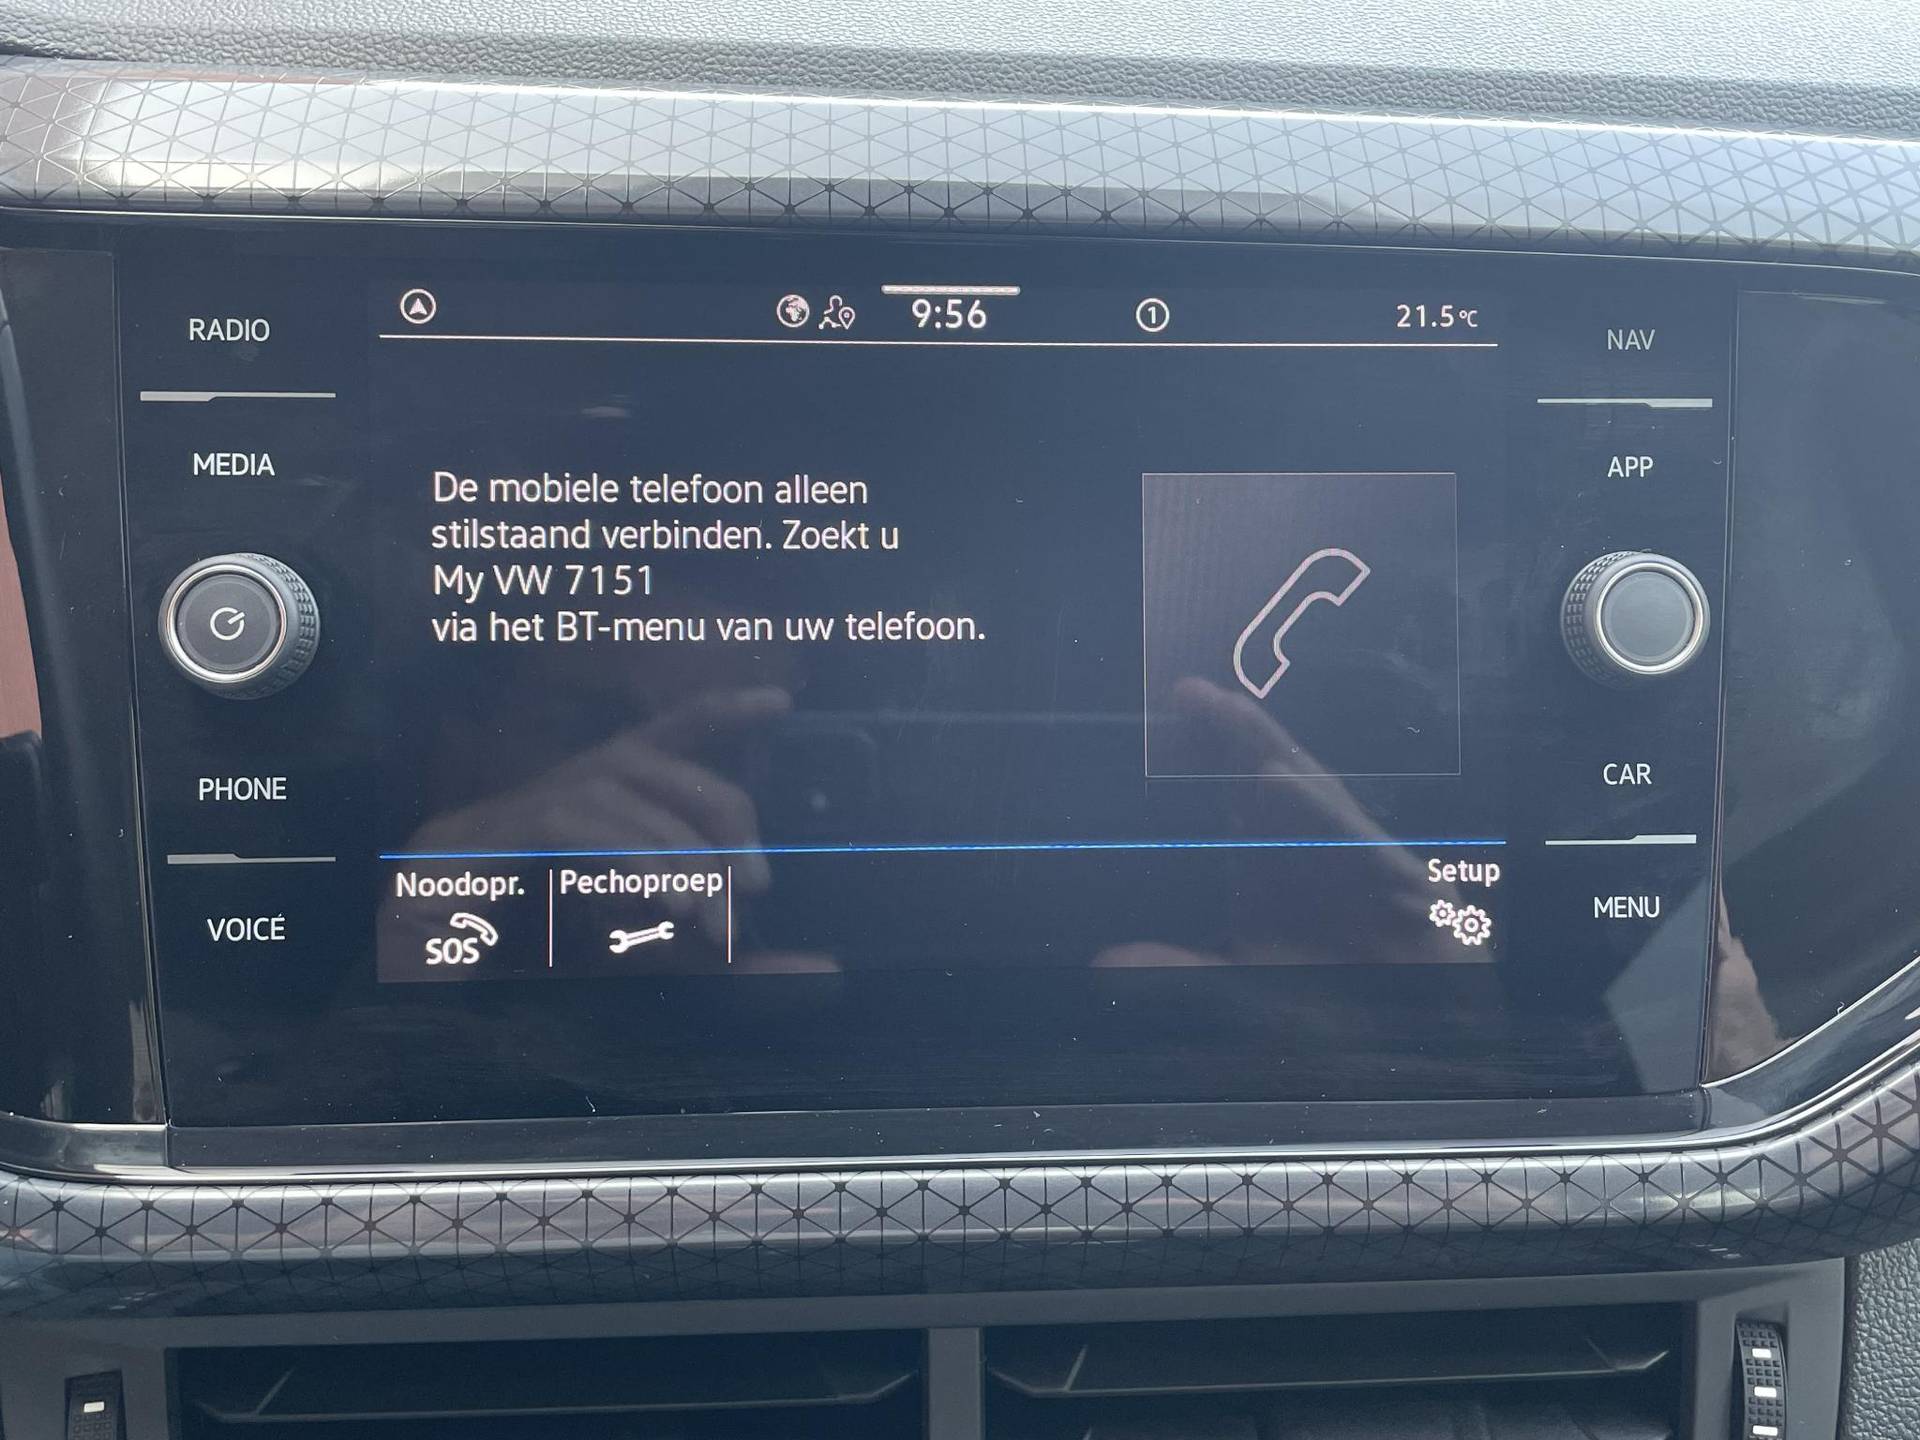 RADIO
MEDIA
PHONE
VOICE
9:56
1
21.5°C
De mobiele telefoon alleen
stilstaand verbinden. Zoekt u
My VW 7151
via het BT-menu van uw telefoon.
Noodopr.
SOS
Pechoproep
Setup
NAV
APP
CAR
MENU